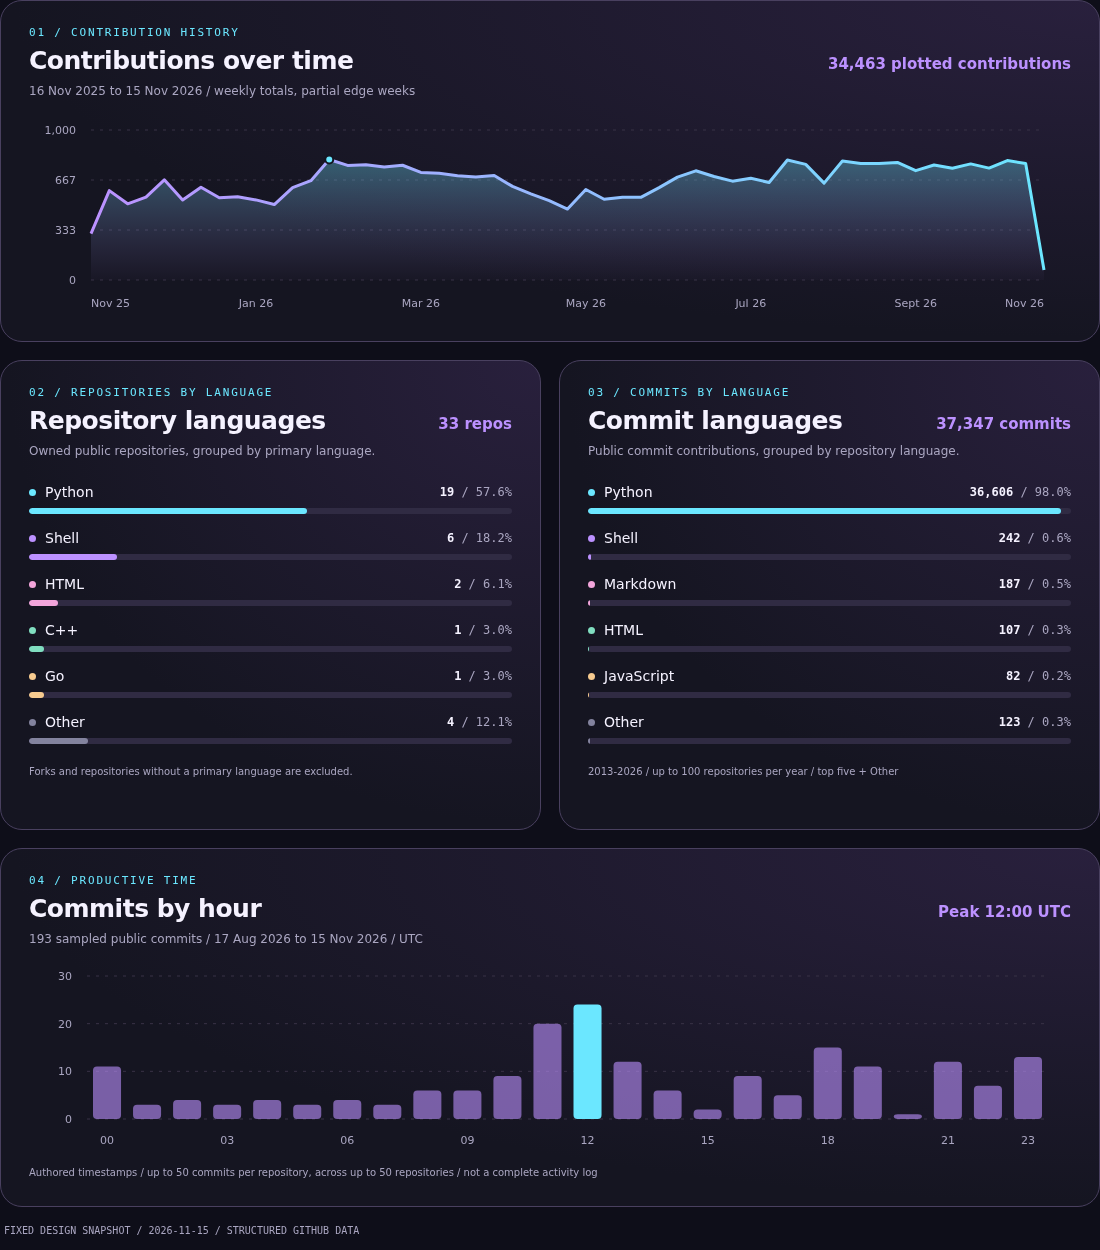 01 / CONTRIBUTION HISTORY
Contributions over time
34,463 plotted contributions
16 Nov 2025 to 15 Nov 2026 / weekly totals, partial edge weeks
1,000
667
333
0
Nov 25 Jan 26 Mar 26 May 26 Jul 26 Sept 26 Nov 26
02 / REPOSITORIES BY LANGUAGE
Repository languages
33 repos
Owned public repositories, grouped by primary language.
Python 19 / 57.6%
Shell 6 / 18.2%
HTML 2 / 6.1%
C++ 1 / 3.0%
Go 1 / 3.0%
Other 4 / 12.1%
Forks and repositories without a primary language are excluded.
03 / COMMITS BY LANGUAGE
Commit languages
37,347 commits
Public commit contributions, grouped by repository language.
Python 36,606 / 98.0%
Shell 242 / 0.6%
Markdown 187 / 0.5%
HTML 107 / 0.3%
JavaScript 82 / 0.2%
Other 123 / 0.3%
2013-2026 / up to 100 repositories per year / top five + Other
04 / PRODUCTIVE TIME
Commits by hour
Peak 12:00 UTC
193 sampled public commits / 17 Aug 2026 to 15 Nov 2026 / UTC
30
20
10
0
00 03 06 09 12 15 18 21 23
Authored timestamps / up to 50 commits per repository, across up to 50 repositories / not a complete activity log
FIXED DESIGN SNAPSHOT / 2026-11-15 / STRUCTURED GITHUB DATA